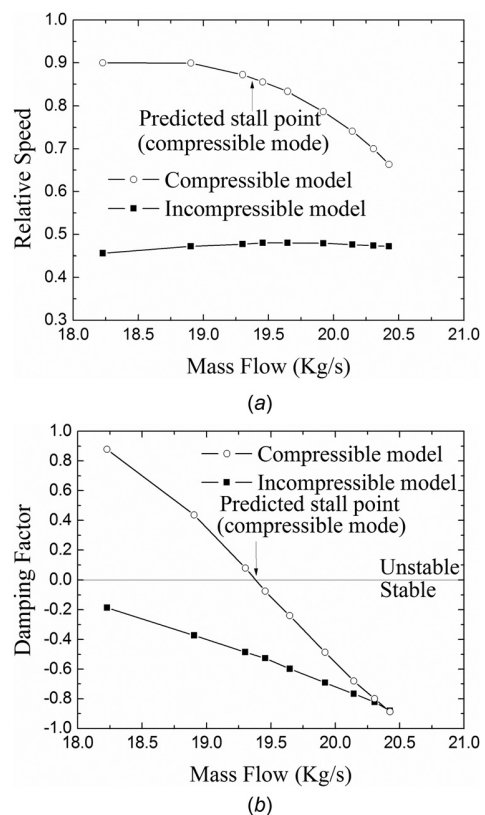 1.0
0.9
0.8
0.7
0.6
0.5
0.4
0.3
Relative Speed
Predicted stall point
(compressible mode)
Compressible model
Incompressible model
18.0 18.5 19.0 19.5 20.0 20.5 21.0
Mass Flow (Kg/s)
(a)
1.0
0.8
0.6
0.4
0.2
0.0
-0.2
-0.4
-0.6
-0.8
-1.0
Damping Factor
Compressible model
Incompressible model
Predicted stall point
(compressible mode)
Unstable
Stable
18.0 18.5 19.0 19.5 20.0 20.5 21.0
Mass Flow (Kg/s)
(b)